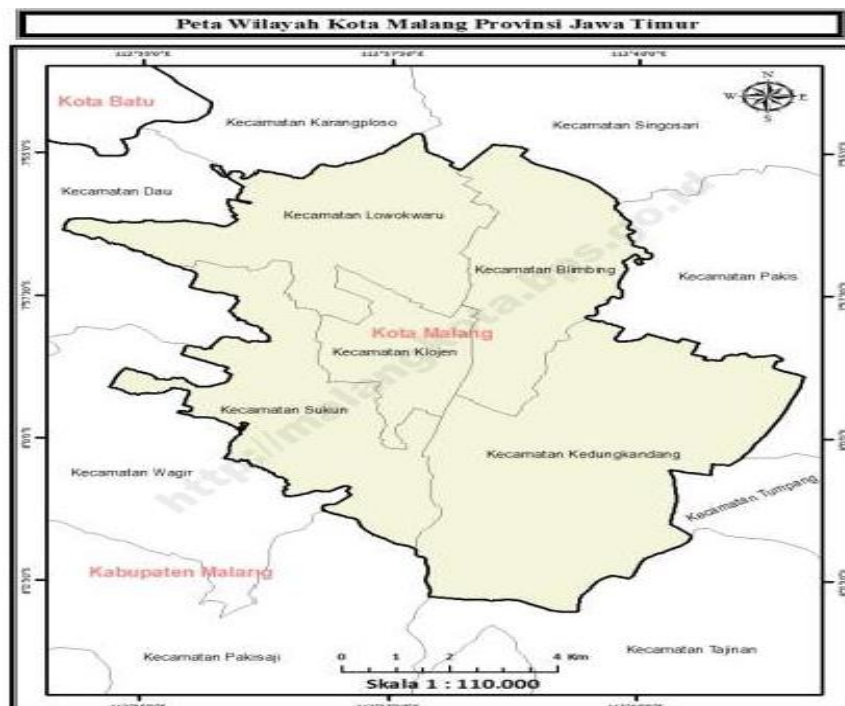 Peta Wilayah Kota Malang Provinsi Jawa Timur
Kota Batu
N
W E
S
Kecamatan Karangploso
Kecamatan Singosari
Kecamatan Dau
Kecamatan Lowokwaru
Kecamatan Blimbing
Kecamatan Pakis
Kota Malang
Kecamatan Klojen
Kecamatan Sukun
Kecamatan Kedungkandang
Kecamatan Wagir
Kecamatan Tumpang
Kabupaten Malang
Kecamatan Pakisaji
Kecamatan Tajinan
0 1 2 4 Km
Skala 1 : 110.000